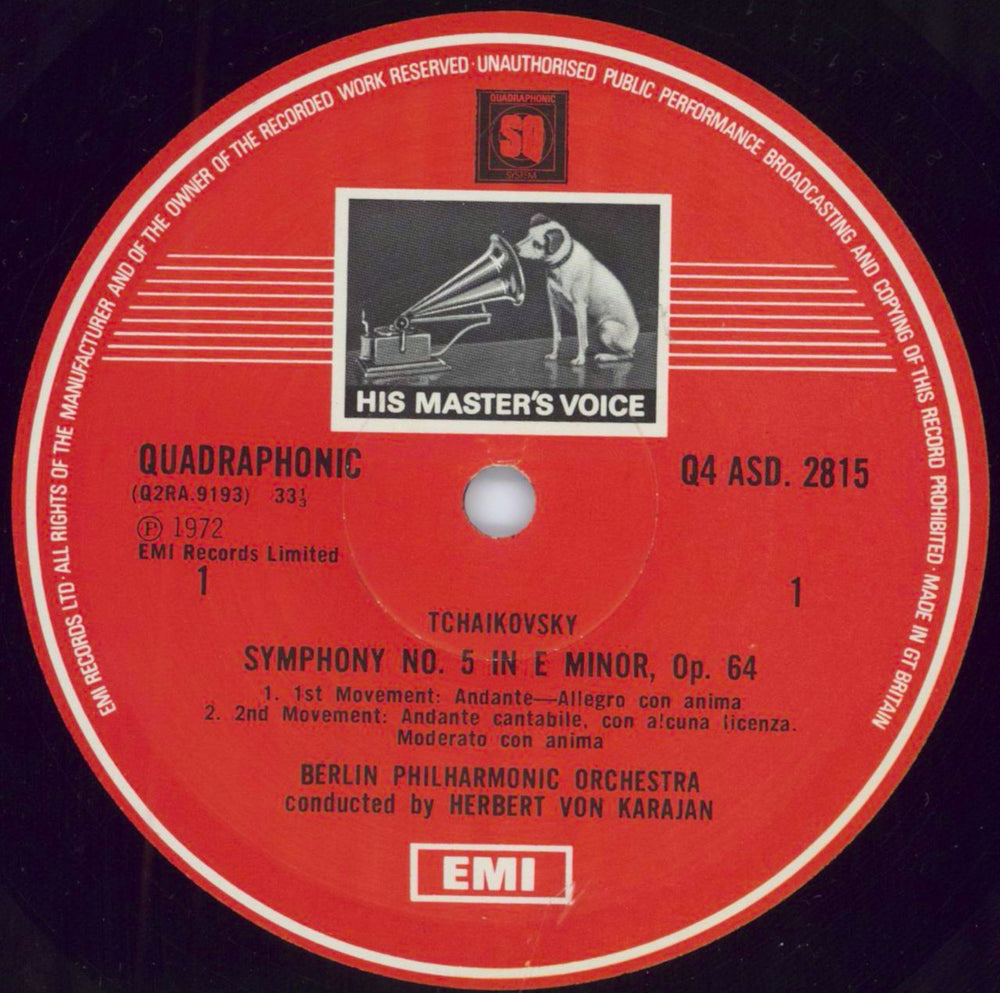 EMI RECORDS LTD·ALL RIGHTS OF THE MANUFACTURER AND OF THE OWNER OF THE RECORDED WORK RESERVED·UNAUTHORISED PUBLIC PERFORMANCE BROADCASTING AND COPYING OF THIS RECORD PROHIBITED·MADE IN GT BRITAIN
QUADRAPHONIC
SQ
SYSTEM
HIS MASTER'S VOICE
QUADRAPHONIC
Q4 ASD. 2815
(Q2RA.9193) 33⅓
Ⓟ 1972
EMI Records Limited
1
1
TCHAIKOVSKY
SYMPHONY NO. 5 IN E MINOR, Op. 64
1. 1st Movement: Andante—Allegro con anima
2. 2nd Movement: Andante cantabile, con alcuna licenza.
Moderato con anima
BERLIN PHILHARMONIC ORCHESTRA
conducted by HERBERT VON KARAJAN
EMI